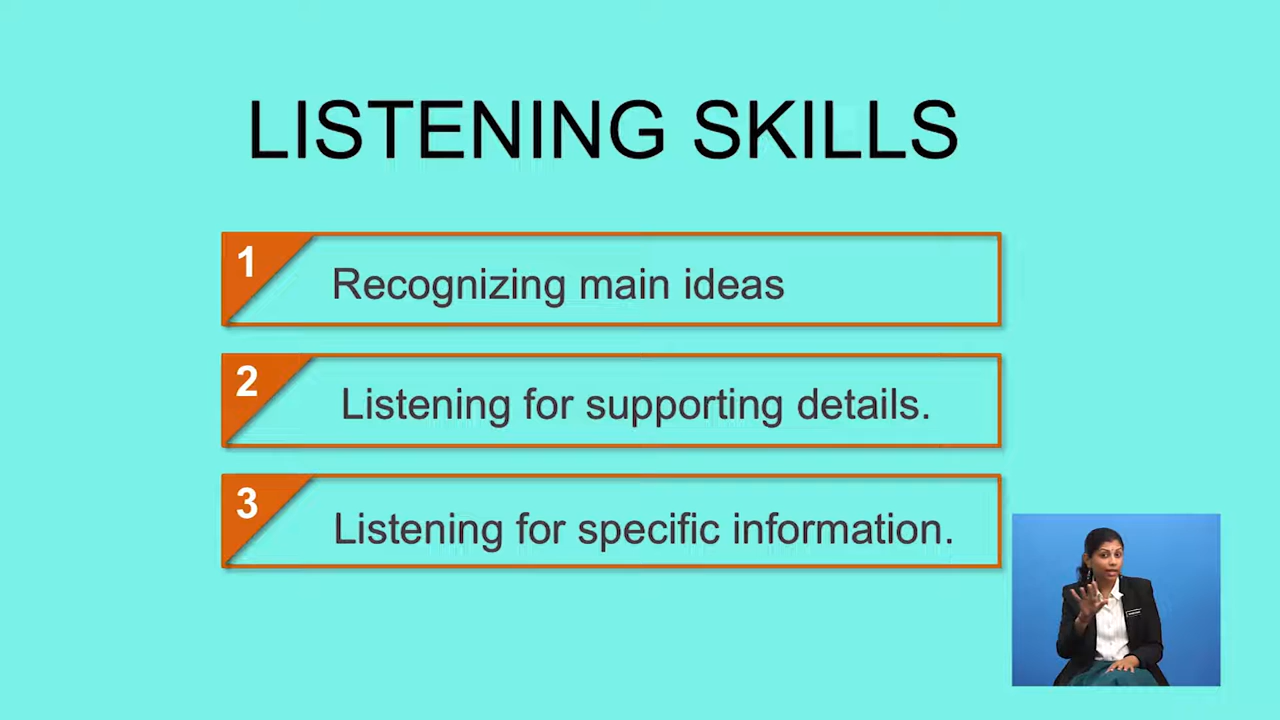 LISTENING SKILLS
1
Recognizing main ideas
2
Listening for supporting details.
3
Listening for specific information.